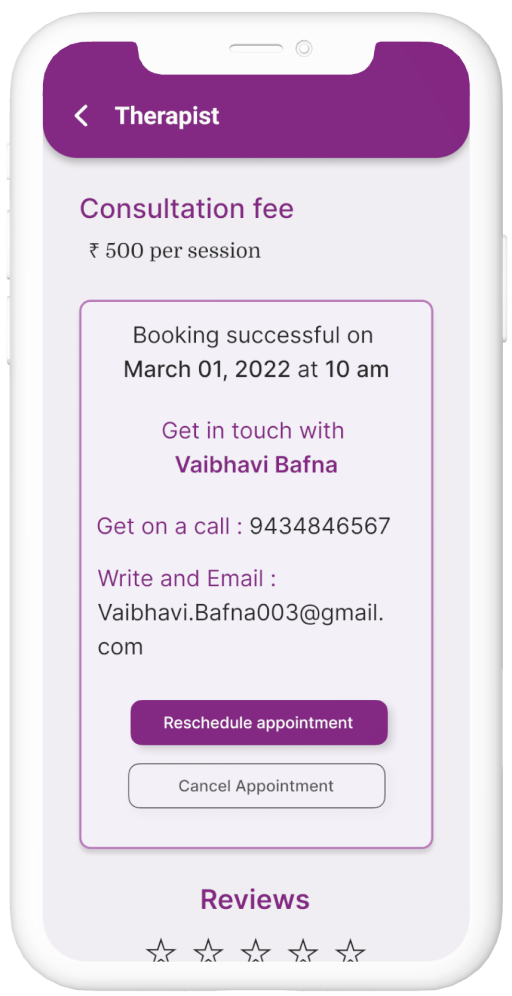 Therapist
Consultation fee
₹ 500 per session
Booking successful on
March 01, 2022 at 10 am
Get in touch with
Vaibhavi Bafna
Get on a call : 9434846567
Write and Email :
Vaibhavi.Bafna003@gmail.
com
Reschedule appointment
Cancel Appointment
Reviews